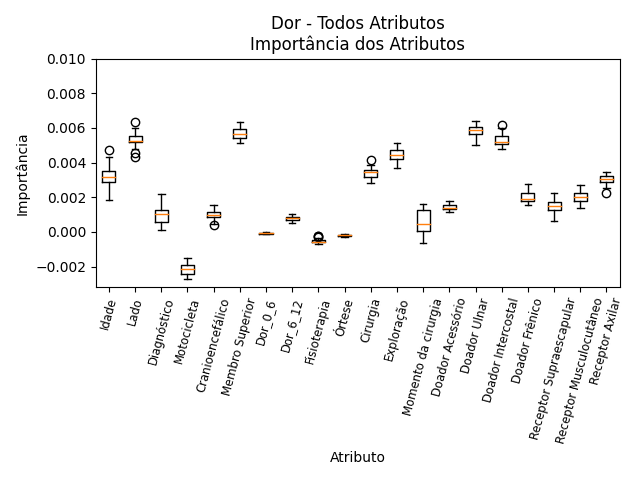 Dor - Todos Atributos
Importância dos Atributos
0.010
0.008
0.006
0.004
0.002
0.000
−0.002
Importância
Idade
Lado
Diagnóstico
Motocicleta
Cranioencefálico
Membro Superior
Dor_0_6
Dor_6_12
Fisioterapia
Órtese
Cirurgia
Exploração
Momento da cirurgia
Doador Acessório
Doador Ulnar
Doador Intercostal
Doador Frênico
Receptor Supraescapular
Receptor Musculocutâneo
Receptor Axilar
Atributo